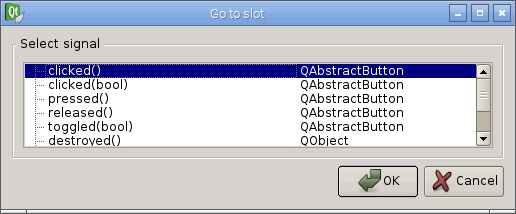 Qt
Go to slot
Select signal
clicked() QAbstractButton
clicked(bool) QAbstractButton
pressed() QAbstractButton
released() QAbstractButton
toggled(bool) QAbstractButton
destroyed() QObject
OK Cancel